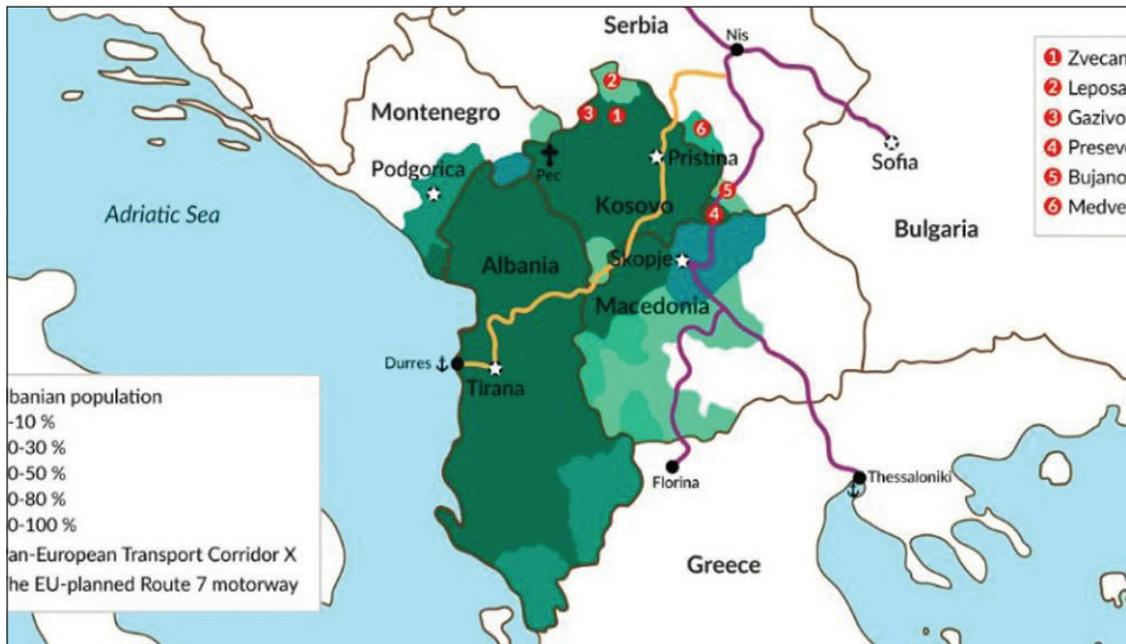 Serbia
Nis
1 Zvecan
2 Leposa
3 Gazivo
4 Presevo
5 Bujano
6 Medve
Montenegro
2
3
1
6
Podgorica
Pec
Pristina
Sofia
Adriatic Sea
Kosovo
5
4
Bulgaria
Albania
Skopje
Macedonia
Durres
Tirana
banian population
-10 %
0-30 %
0-50 %
0-80 %
0-100 %
an-European Transport Corridor X
he EU-planned Route 7 motorway
Florina
Thessaloniki
Greece